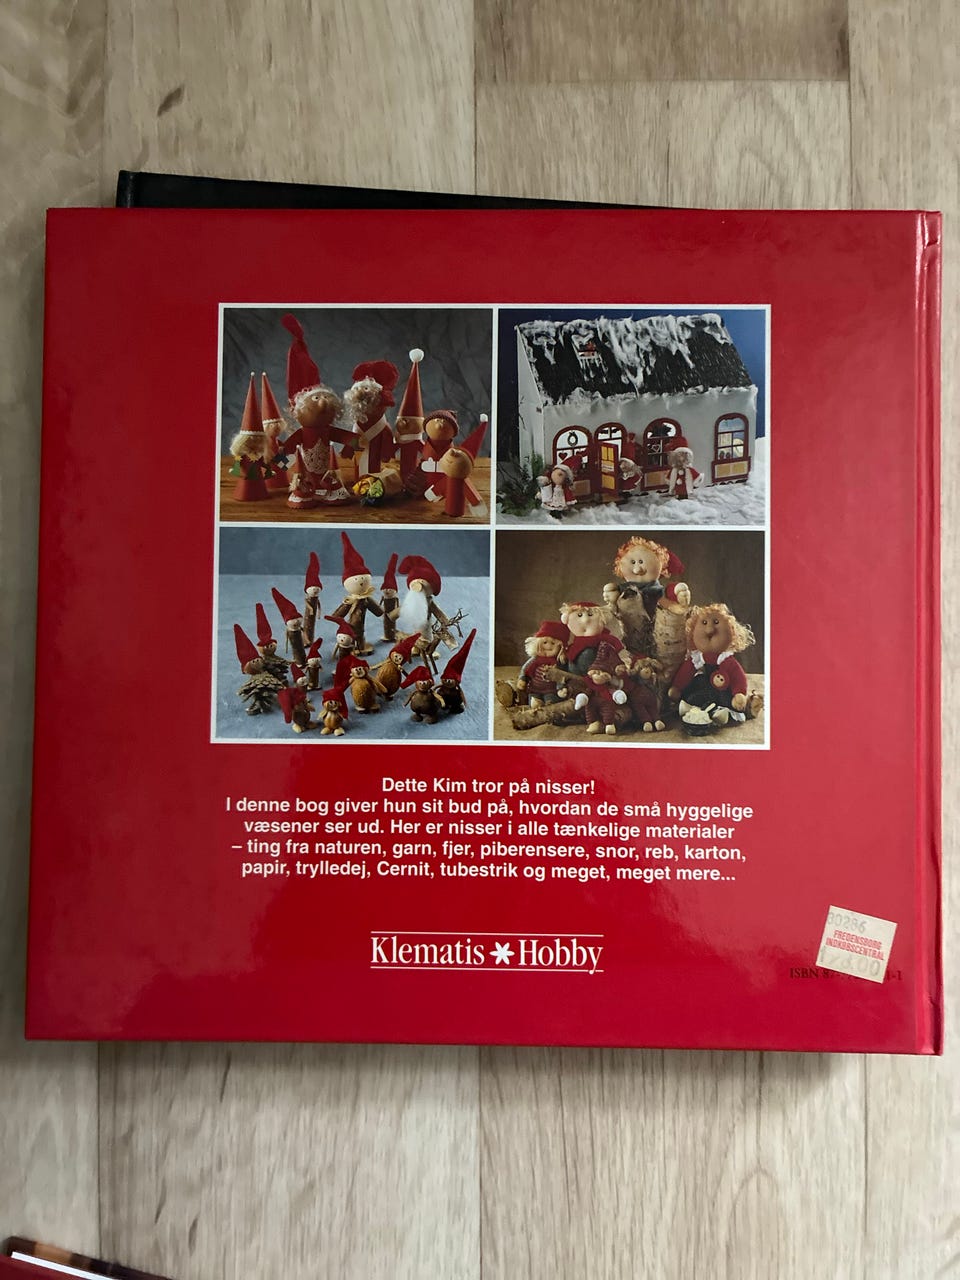 Dette Kim tror på nisser!
I denne bog giver hun sit bud på, hvordan de små hyggelige
væsener ser ud. Her er nisser i alle tænkelige materialer
– ting fra naturen, garn, fjer, piberensere, snor, reb, karton,
papir, trylledej, Cernit, tubestrik og meget, meget mere...
30286
FREDENSBORG
INDKØBSCENTRAL
Klematis * Hobby
ISBN